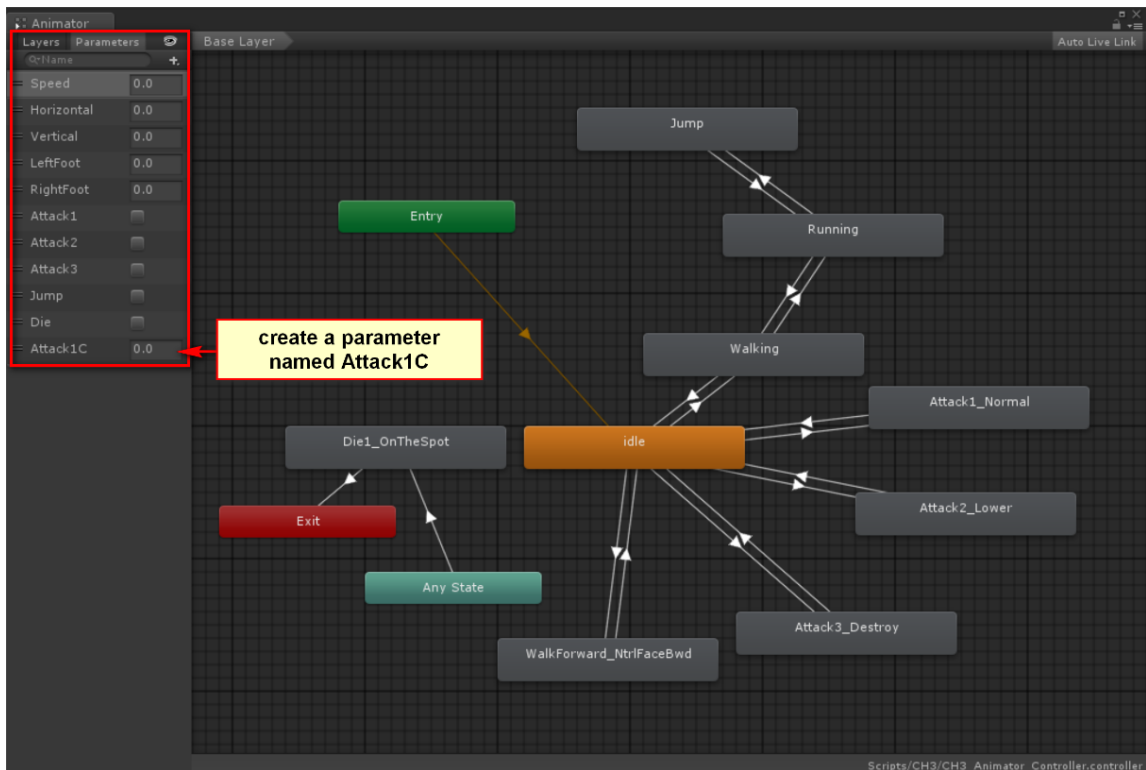 Animator
Layers Parameters
Name
Speed 0.0
Horizontal 0.0
Vertical 0.0
LeftFoot 0.0
RightFoot 0.0
Attack1
Attack2
Attack3
Jump
Die
Attack1C 0.0
create a parameter
named Attack1C
Base Layer
Auto Live Link
Jump
Entry
Running
Walking
Attack1_Normal
Die1_OnTheSpot
idle
Attack2_Lower
Exit
Any State
Attack3_Destroy
WalkForward_NtrlFaceBwd
Scripts/CH3/CH3_Animator_Controller.controller